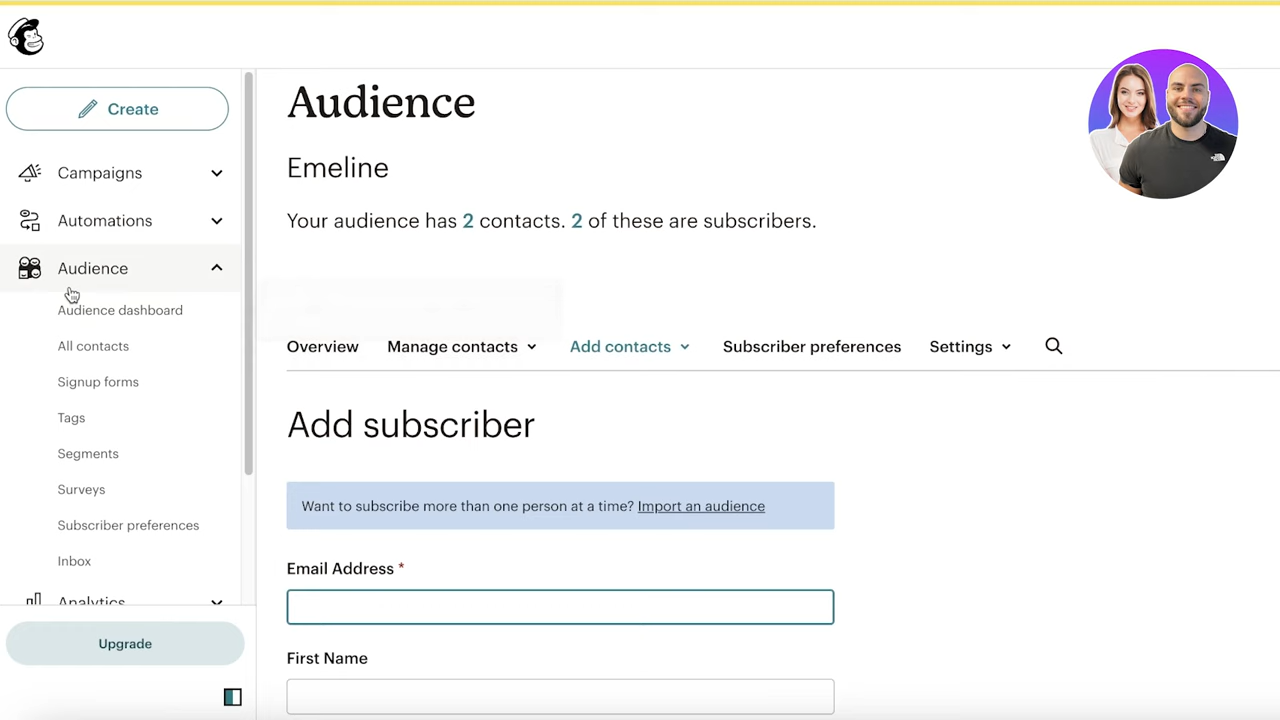 Create
Campaigns
Automations
Audience
Audience dashboard
All contacts
Signup forms
Tags
Segments
Surveys
Subscriber preferences
Inbox
Analytics
Upgrade
Audience
Emeline
Your audience has 2 contacts. 2 of these are subscribers.
Overview Manage contacts Add contacts Subscriber preferences Settings
Add subscriber
Want to subscribe more than one person at a time? Import an audience
Email Address *
First Name